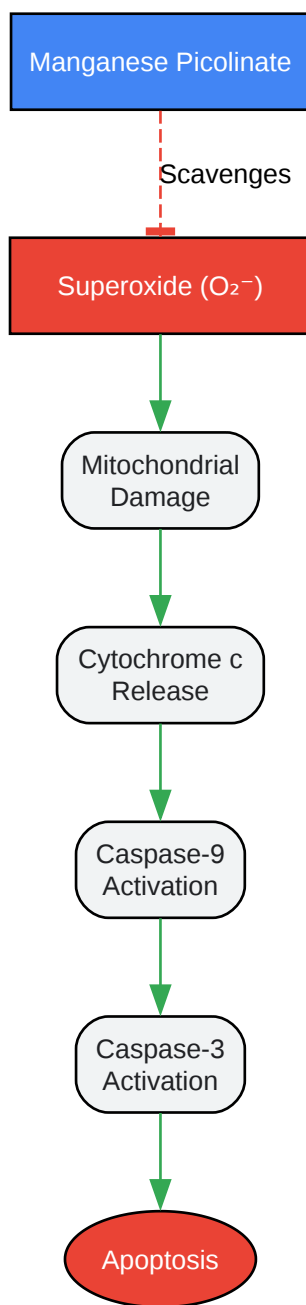 Manganese Picolinate
Scavenges
Superoxide (O₂⁻)
Mitochondrial
Damage
Cytochrome c
Release
Caspase-9
Activation
Caspase-3
Activation
Apoptosis